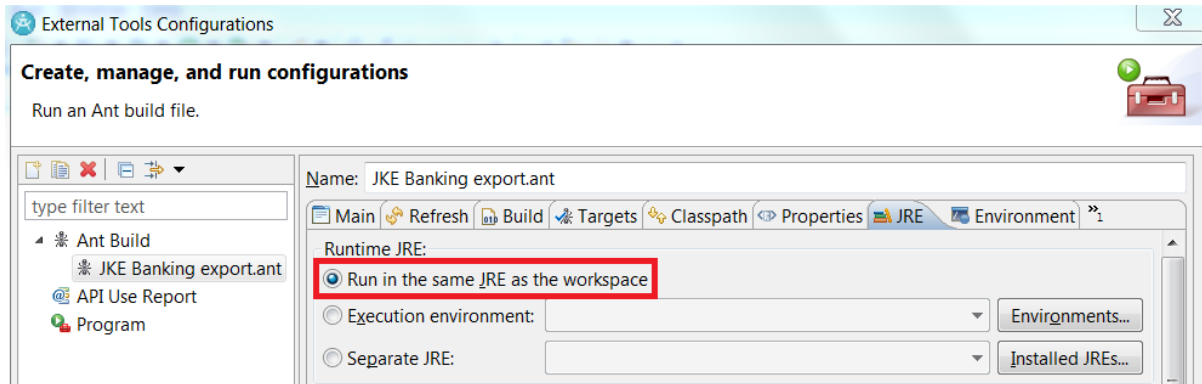 External Tools Configurations
Create, manage, and run configurations
Run an Ant build file.
type filter text
Ant Build
JKE Banking export.ant
API Use Report
Program
Name: JKE Banking export.ant
Main Refresh Build Targets Classpath Properties JRE Environment »1
Runtime JRE:
Run in the same JRE as the workspace
Execution environment: Environments...
Separate JRE: Installed JREs...